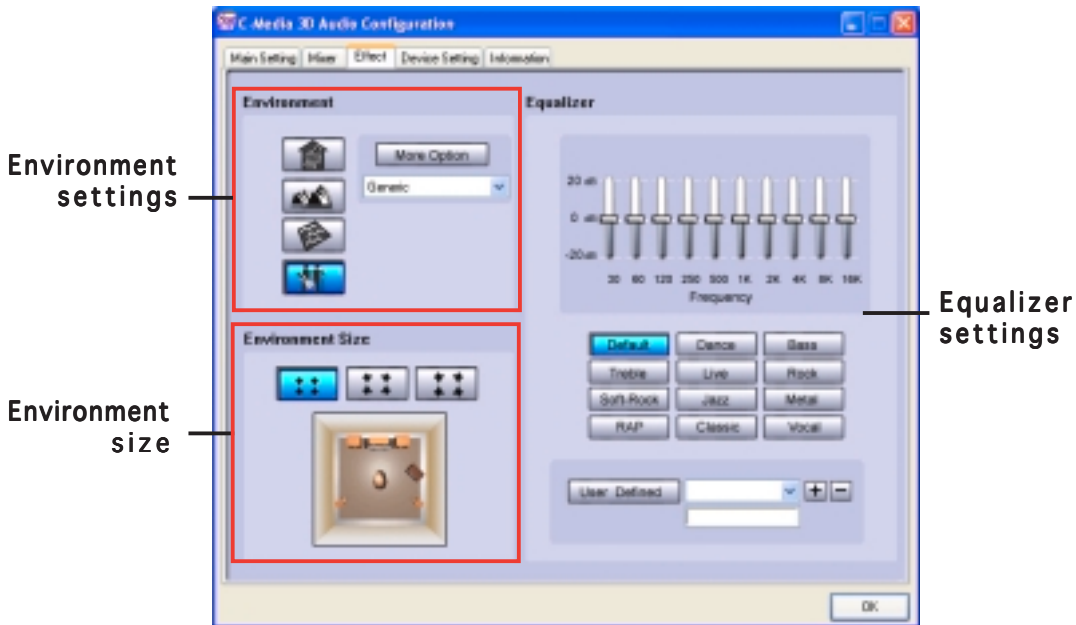 C-Media 3D Audio Configuration
Main Setting Mixer Effect Device Setting Information
Environment
More Option
Generic
Environment Size
Equalizer
20 dB
0 dB
-20 dB
30 60 120 250 500 1K 2K 4K 8K 16K
Frequency
Default Dance Bass
Treble Live Rock
Soft-Rock Jazz Metal
RAP Classic Vocal
User Defined
OK
Environment
settings
Environment
size
Equalizer
settings